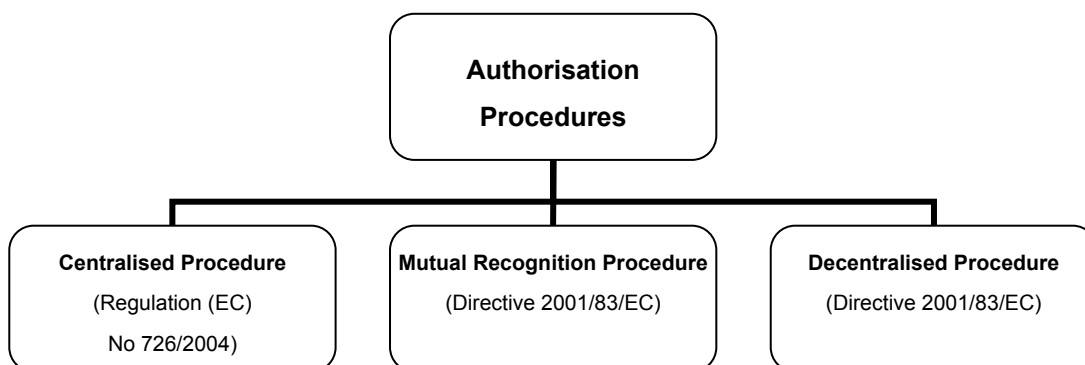 Authorisation
Procedures
Centralised Procedure
(Regulation (EC)
No 726/2004)
Mutual Recognition Procedure
(Directive 2001/83/EC)
Decentralised Procedure
(Directive 2001/83/EC)